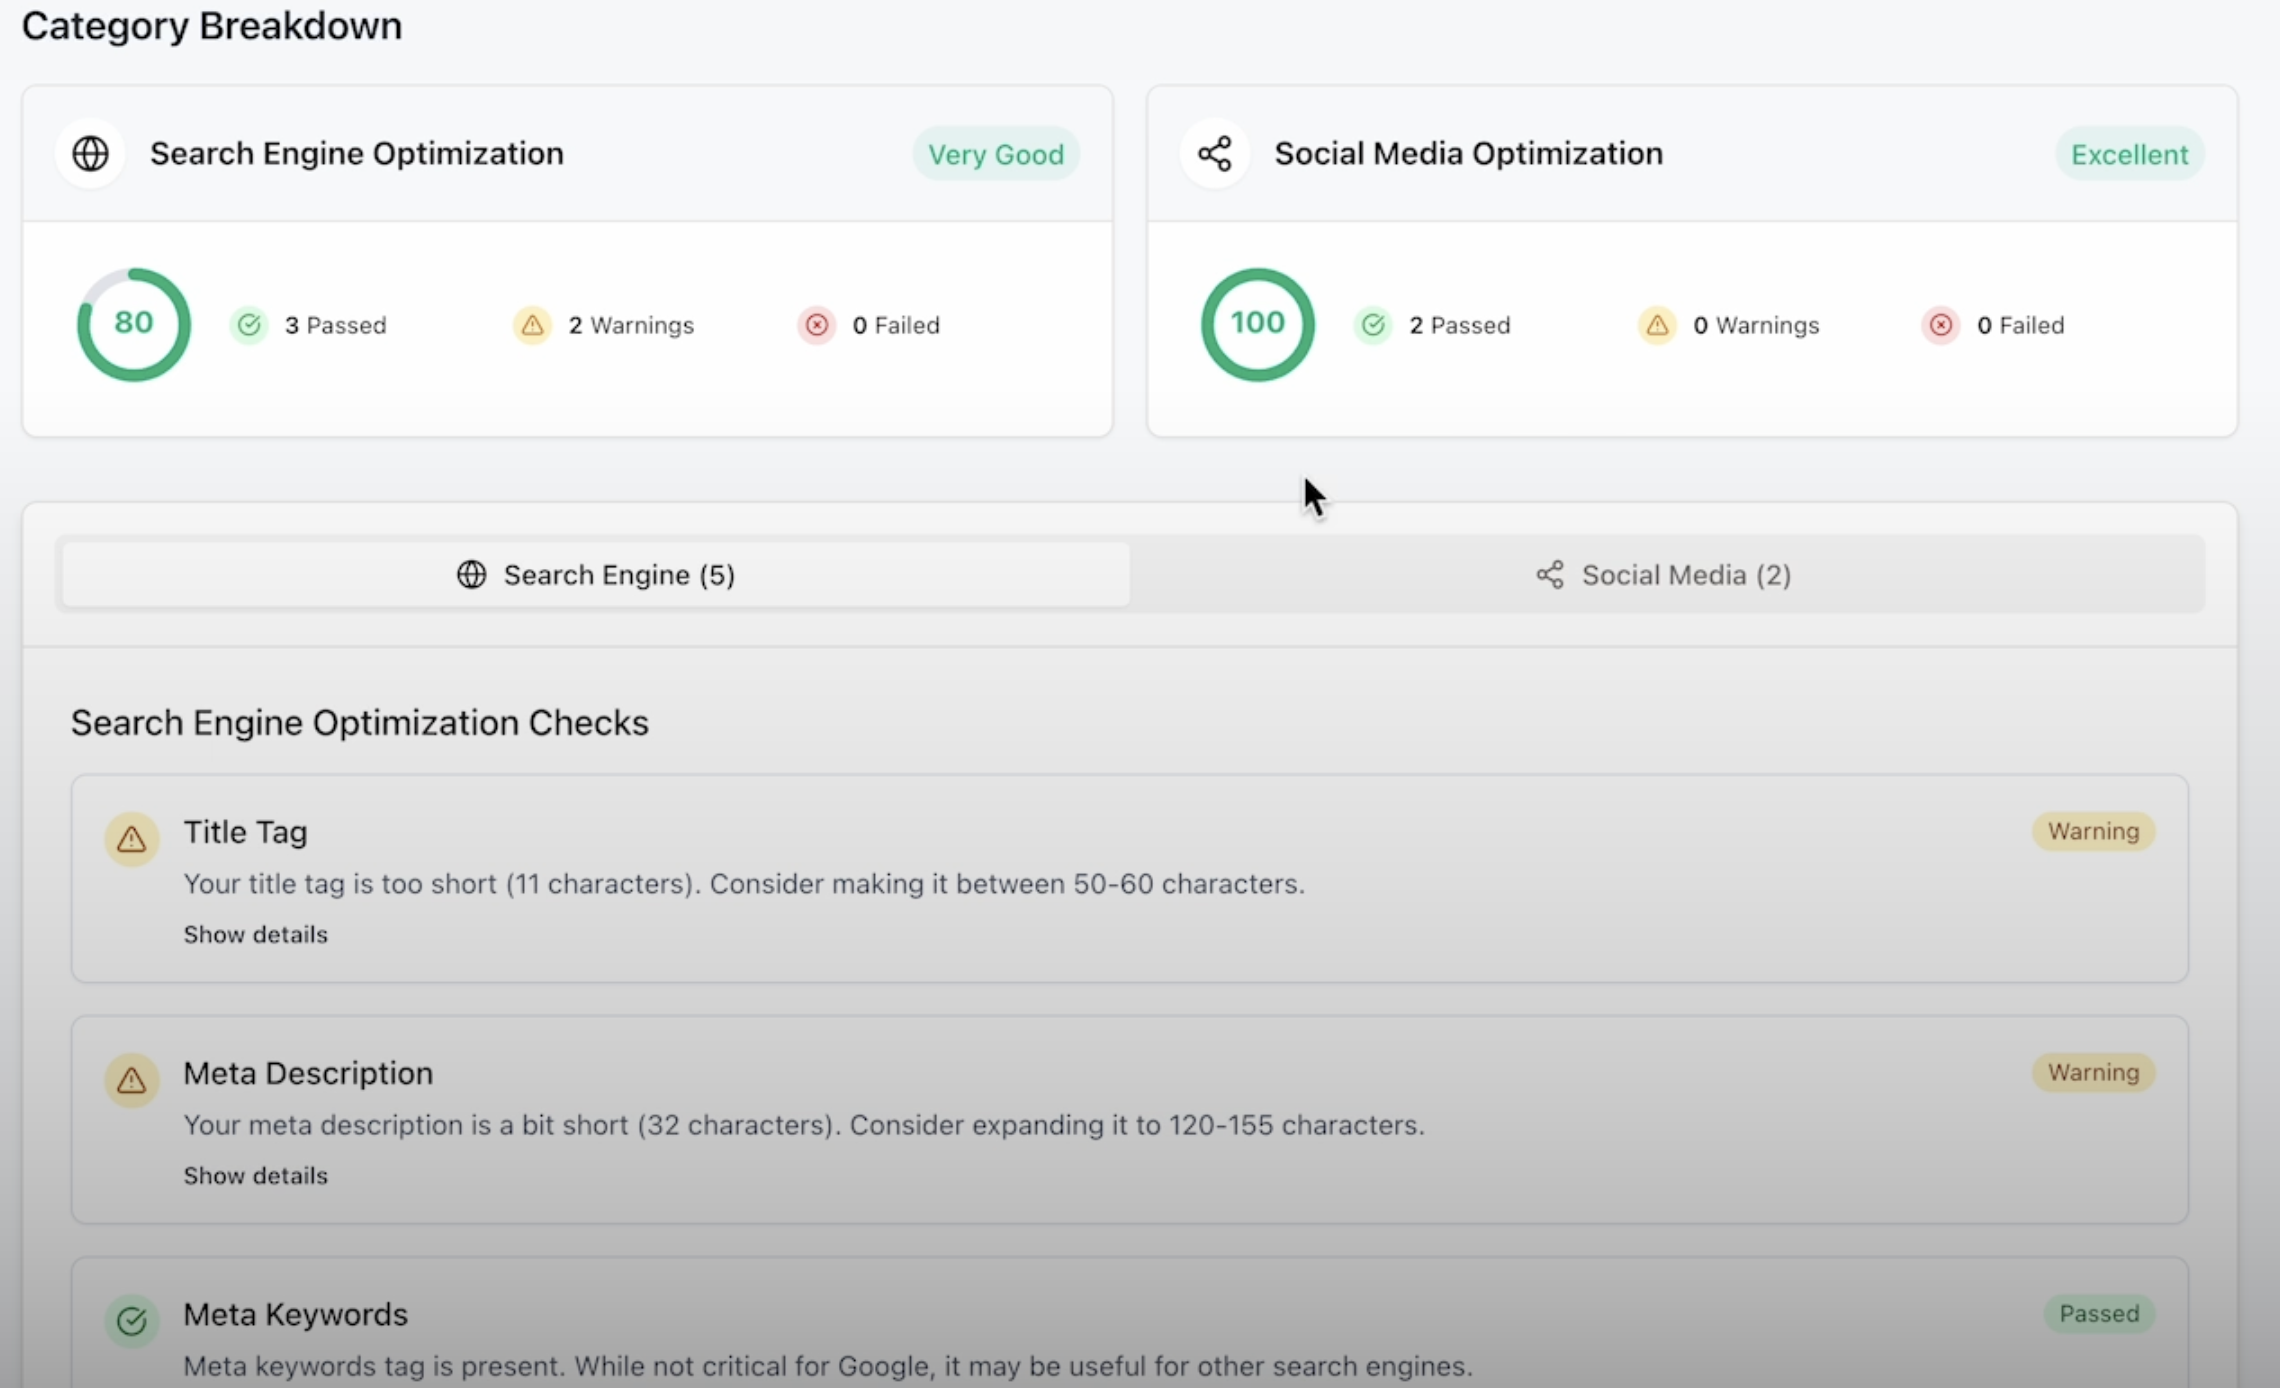 Category Breakdown
Search Engine Optimization
Very Good
80
3 Passed
2 Warnings
0 Failed
Social Media Optimization
Excellent
100
2 Passed
0 Warnings
0 Failed
Search Engine (5)
Social Media (2)
Search Engine Optimization Checks
Title Tag
Warning
Your title tag is too short (11 characters). Consider making it between 50-60 characters.
Show details
Meta Description
Warning
Your meta description is a bit short (32 characters). Consider expanding it to 120-155 characters.
Show details
Meta Keywords
Passed
Meta keywords tag is present. While not critical for Google, it may be useful for other search engines.